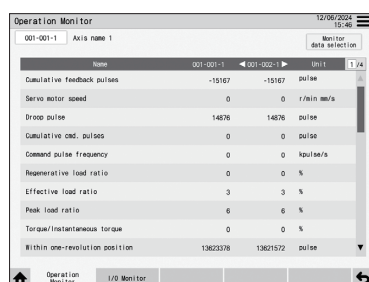 Operation Monitor
12/06/2024
15:46
001-001-1 Axis name 1
Monitor
data selection
Name 001-001-1 ◀001-002-1▶ Unit 1 /4
Cumulative feedback pulses -15167 -15167 pulse
Servo motor speed 0 0 r/min mm/s
Droop pulse 14876 14876 pulse
Cumulative cmd. pulses 0 0 pulse
Command pulse frequency 0 0 kpulse/s
Regenerative load ratio 0 0 %
Effective load ratio 3 3 %
Peak load ratio 6 6 %
Torque/Instantaneous torque 0 0 %
Within one-revolution position 13623378 13621572 pulse
Operation
Monitor
I/O Monitor